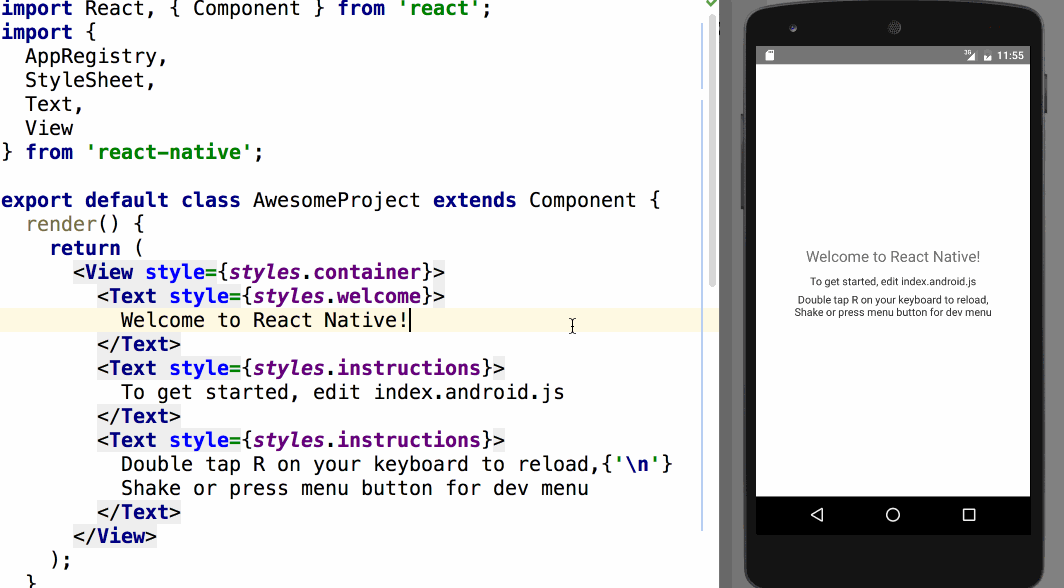 import React, { Component } from 'react';
import {
  AppRegistry,
  StyleSheet,
  Text,
  View
} from 'react-native';

export default class AwesomeProject extends Component {
  render() {
    return (
      <View style={styles.container}>
        <Text style={styles.welcome}>
          Welcome to React Native!
        </Text>
        <Text style={styles.instructions}>
          To get started, edit index.android.js
        </Text>
        <Text style={styles.instructions}>
          Double tap R on your keyboard to reload,{'\n'}
          Shake or press menu button for dev menu
        </Text>
      </View>
    );
  }
3G 11:55
Welcome to React Native!
To get started, edit index.android.js
Double tap R on your keyboard to reload,
Shake or press menu button for dev menu